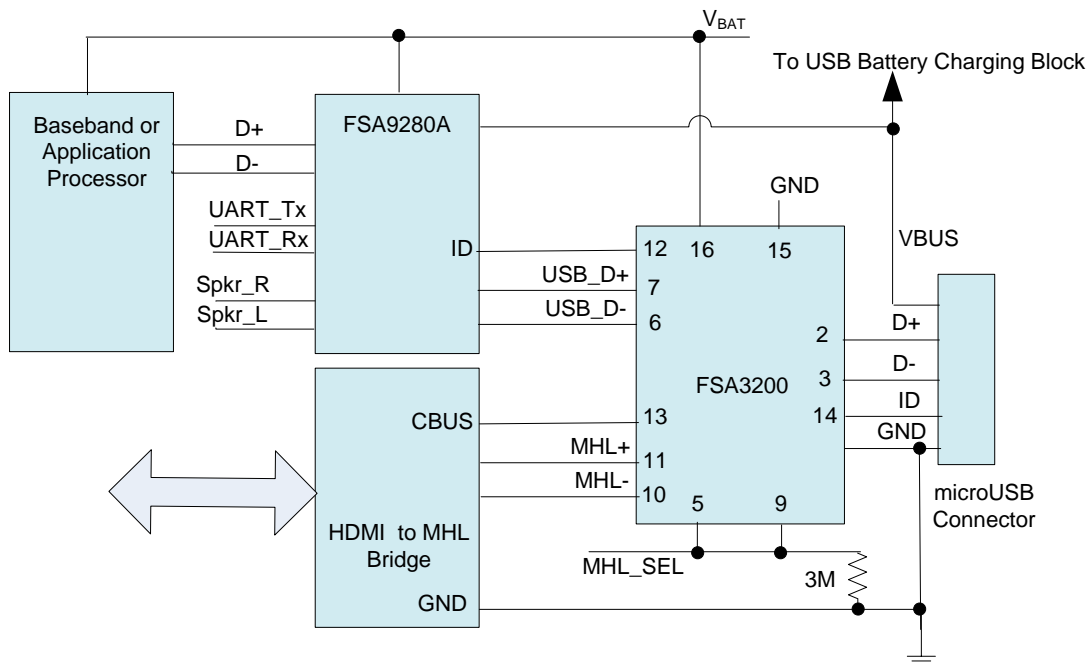 VBAT
To USB Battery Charging Block
Baseband or
Application
Processor
D+
D-
FSA9280A
UART_Tx
UART_Rx
Spkr_R
Spkr_L
ID
USB_D+
USB_D-
GND
VBUS
12
16
15
7
6
2
3
14
FSA3200
13
11
10
5
9
D+
D-
ID
GND
microUSB
Connector
CBUS
MHL+
MHL-
HDMI to MHL
Bridge
GND
MHL_SEL
3M